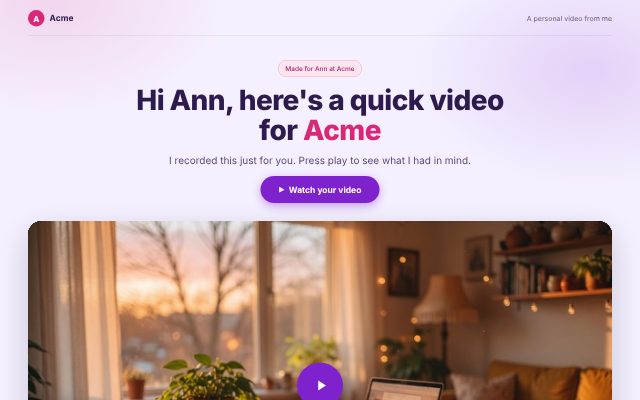 A Acme
A personal video from me
Made for Ann at Acme
Hi Ann, here's a quick video
for Acme
I recorded this just for you. Press play to see what I had in mind.
Watch your video